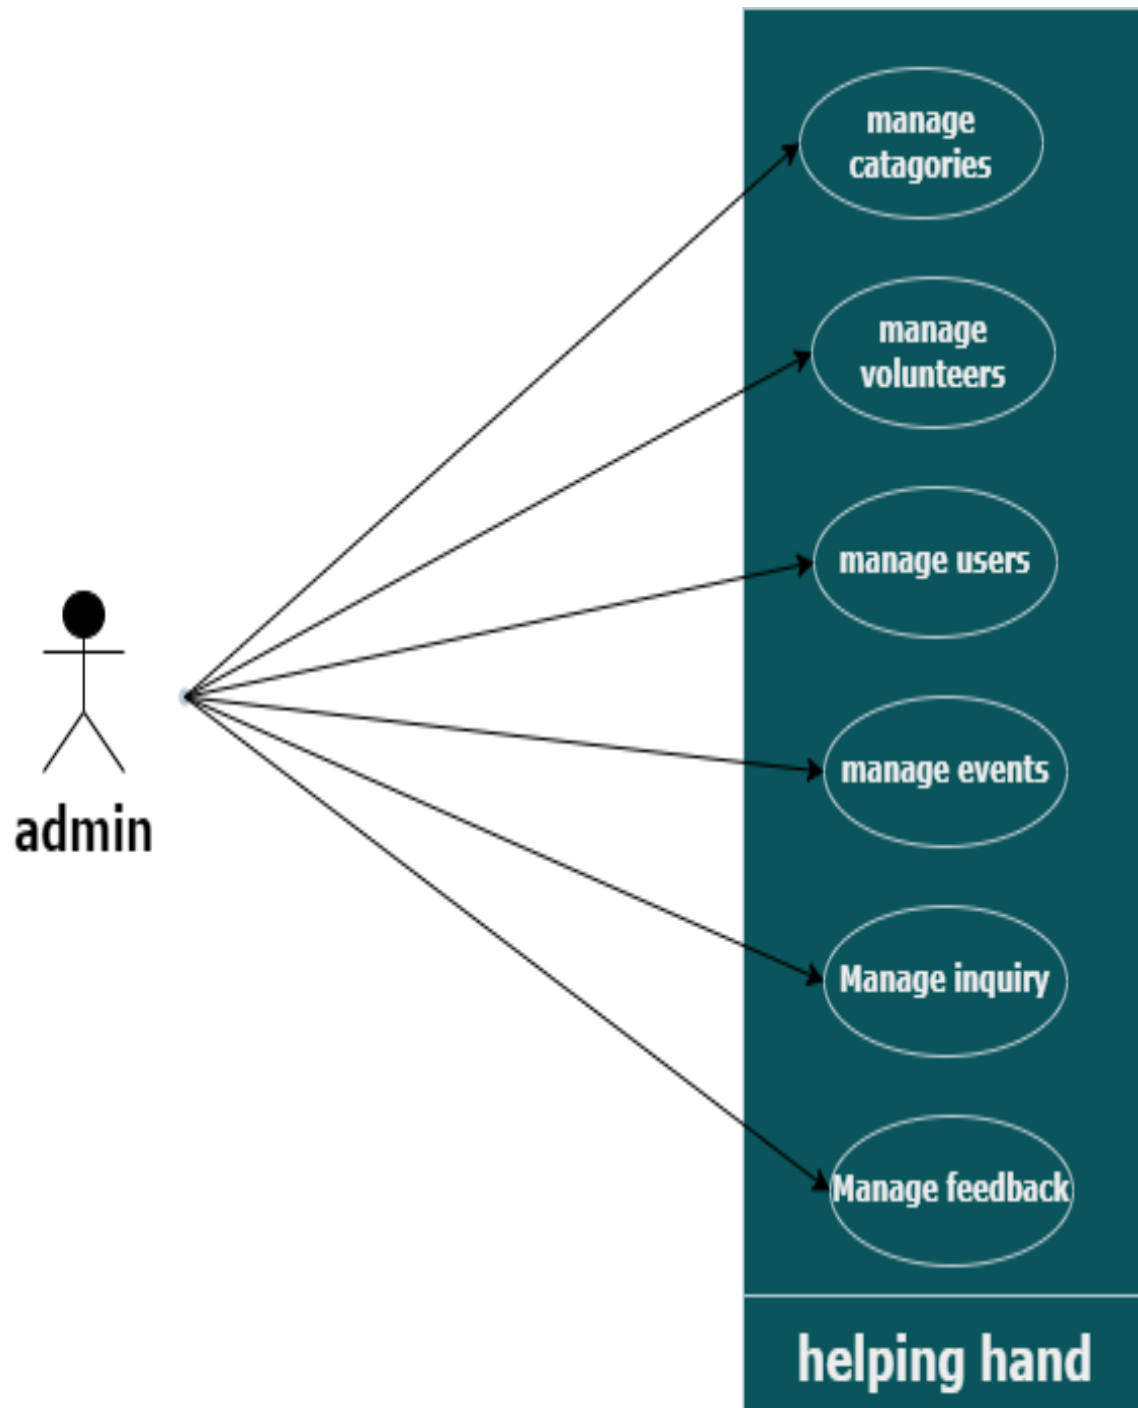 manage
catagories
manage
volunteers
manage users
admin
manage events
Manage inquiry
Manage feedback
helping hand